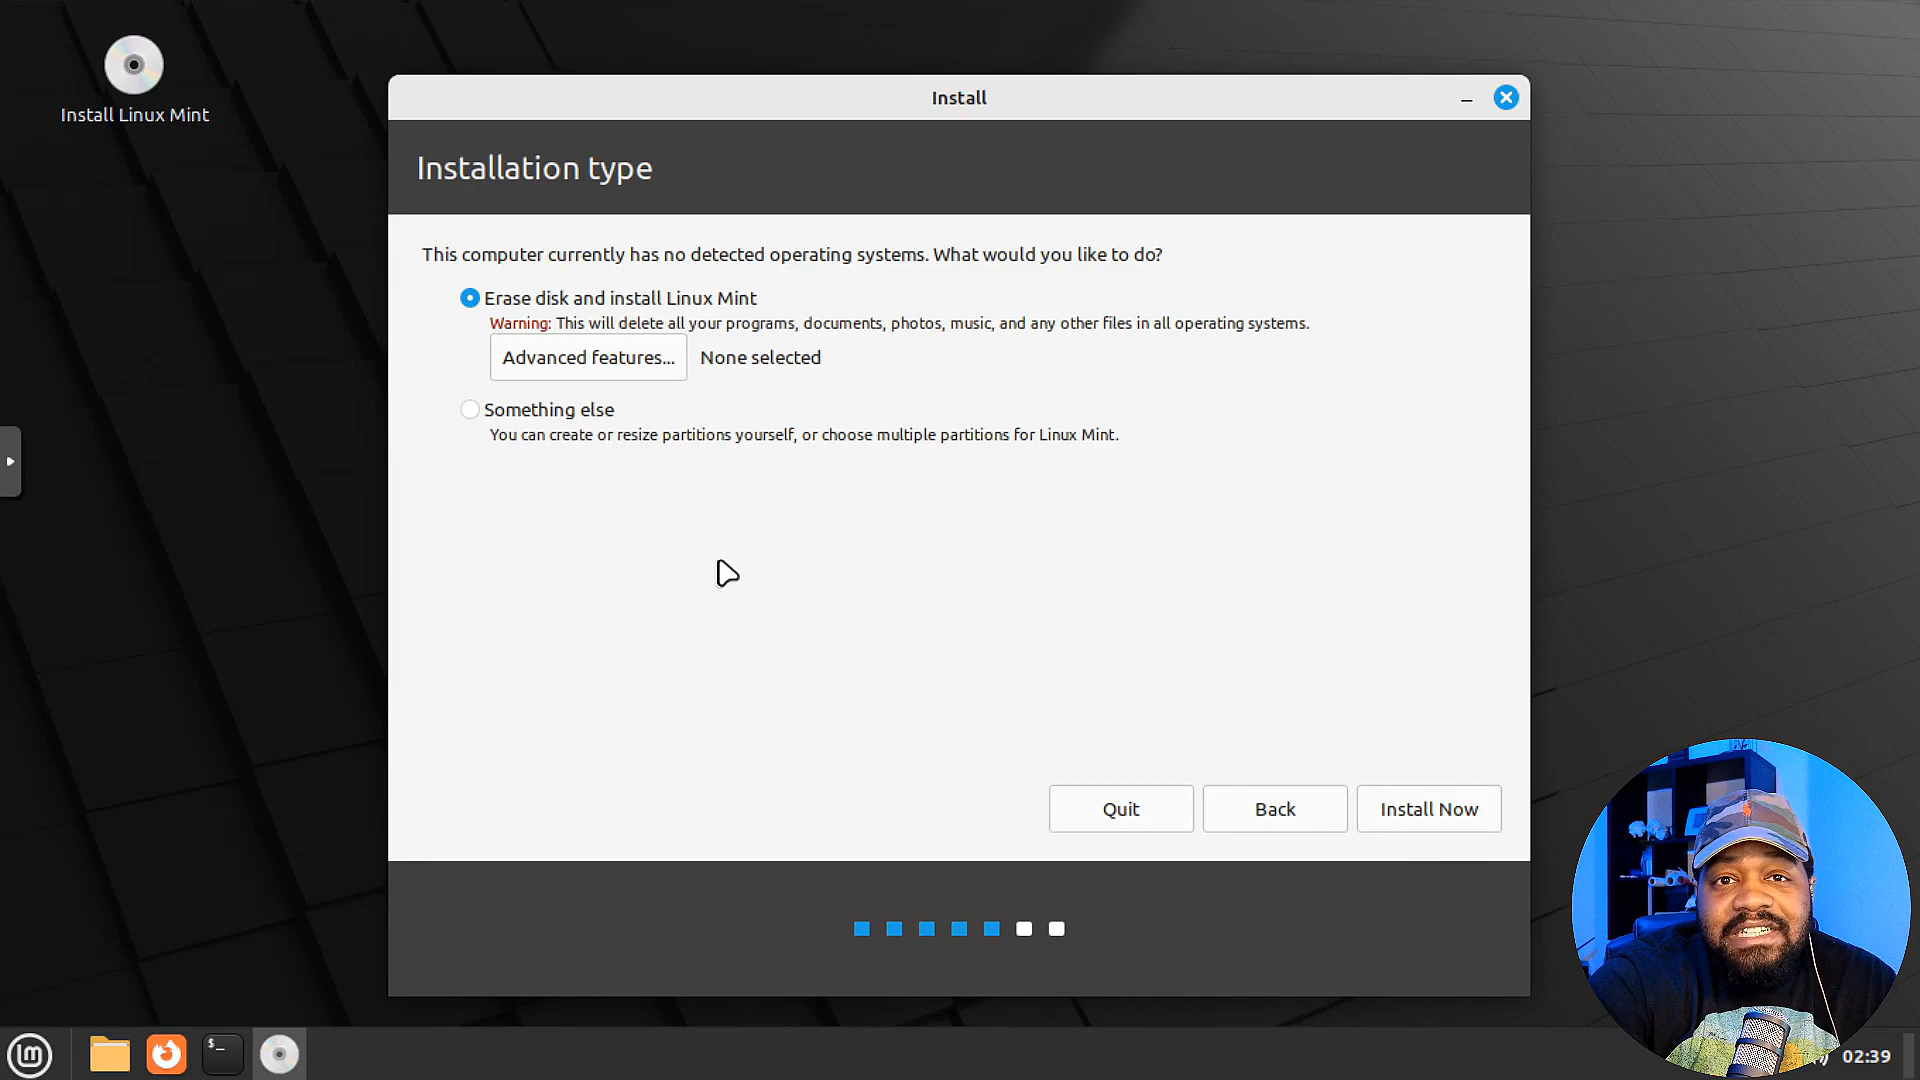 Install Linux Mint
Install
Installation type
This computer currently has no detected operating systems. What would you like to do?
Erase disk and install Linux Mint
Warning: This will delete all your programs, documents, photos, music, and any other files in all operating systems.
Advanced features... None selected
Something else
You can create or resize partitions yourself, or choose multiple partitions for Linux Mint.
Quit Back Install Now
$_
02:39